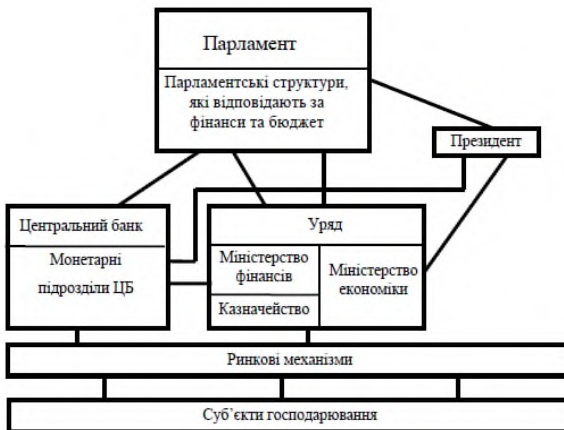 Парламент
Парламентські структури,
які відповідають за
фінанси та бюджет
Президент
Центральний банк
Монетарні
підрозділи ЦБ
Уряд
Міністерство
фінансів
Казначейство
Міністерство
економіки
Ринкові механізми
Суб’єкти господарювання